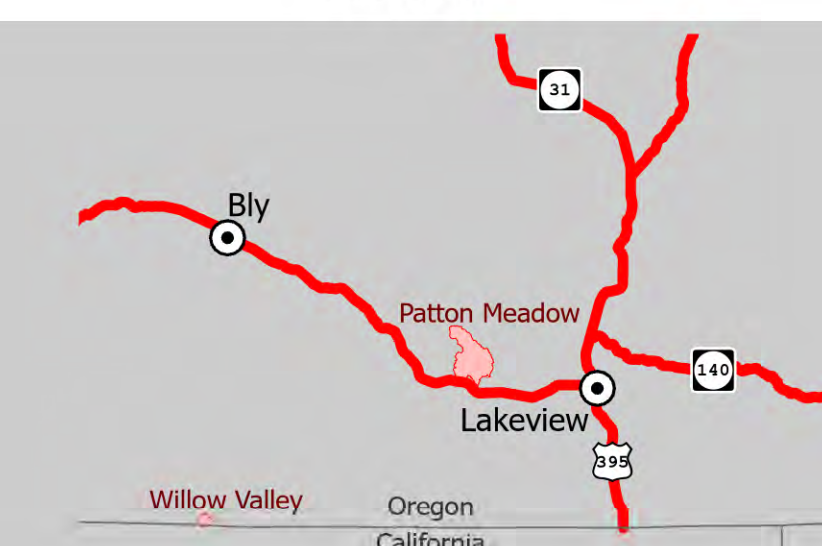 31
Bly
Patton Meadow
140
Lakeview
395
Willow Valley
Oregon
California